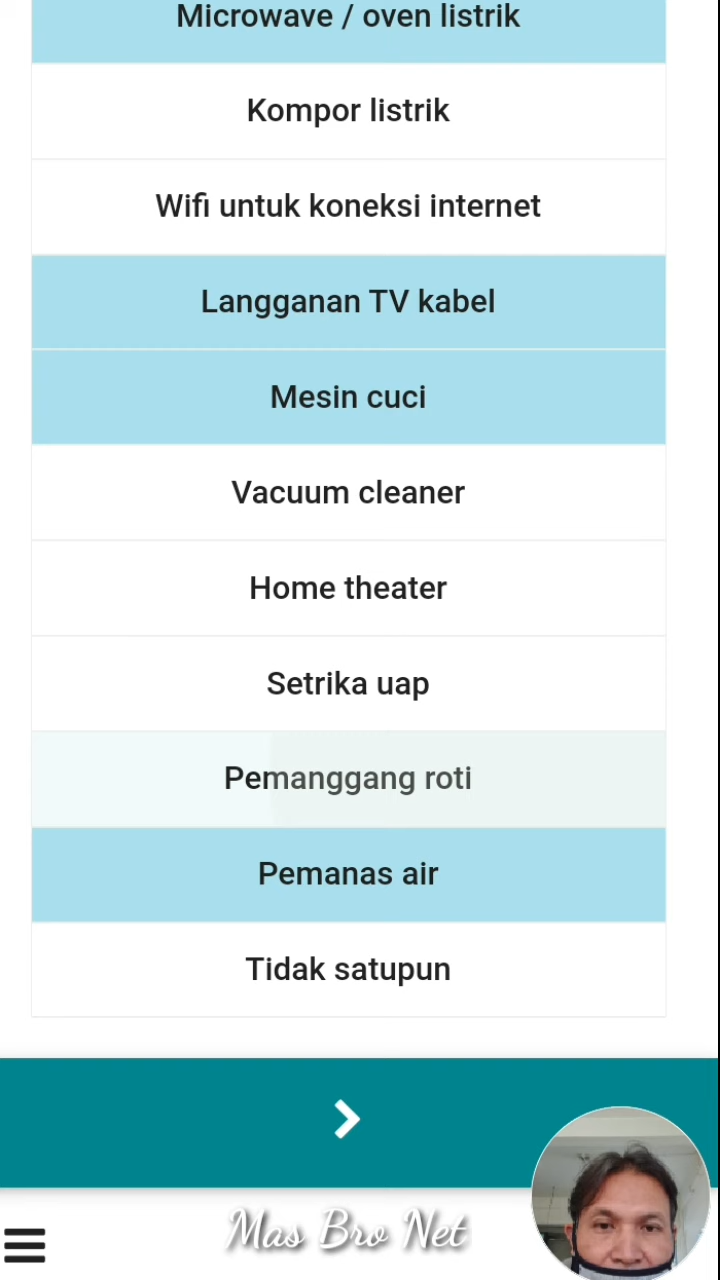 Microwave / oven listrik
Kompor listrik
Wifi untuk koneksi internet
Langganan TV kabel
Mesin cuci
Vacuum cleaner
Home theater
Setrika uap
Pemanggang roti
Pemanas air
Tidak satupun
Mas Bro Net